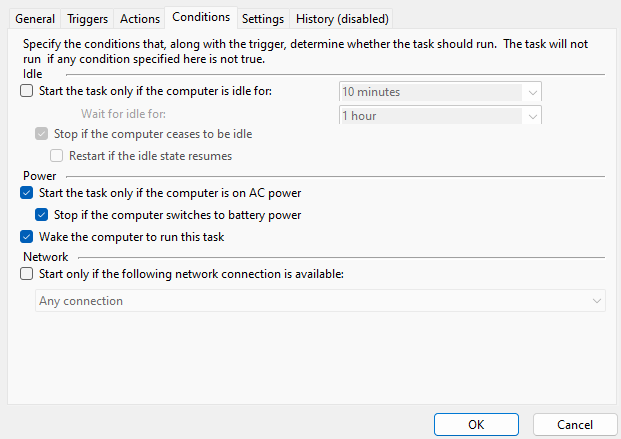 General Triggers Actions Conditions Settings History (disabled)
Specify the conditions that, along with the trigger, determine whether the task should run.  The task will not
run  if any condition specified here is not true.
Idle
Start the task only if the computer is idle for: 10 minutes
Wait for idle for: 1 hour
Stop if the computer ceases to be idle
Restart if the idle state resumes
Power
Start the task only if the computer is on AC power
Stop if the computer switches to battery power
Wake the computer to run this task
Network
Start only if the following network connection is available:
Any connection
OK Cancel